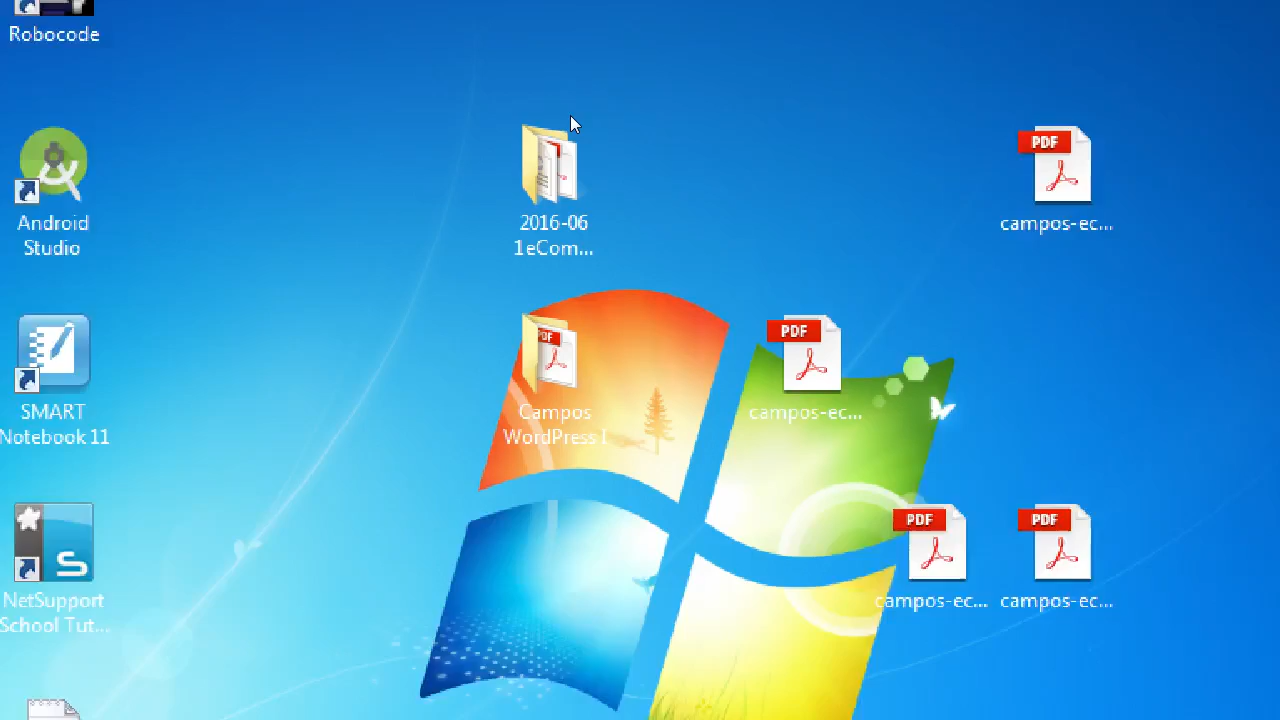 Robocode
Android
Studio
SMART
Notebook 11
NetSupport
School Tut...
2016-06
1eCom...
Campos
WordPress I
PDF
PDF
campos-ec...
PDF
campos-ec...
PDF
campos-ec...
PDF
campos-ec...